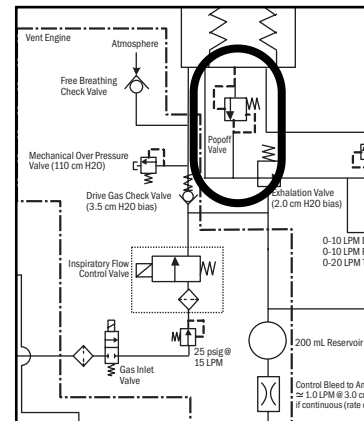 Vent Engine
Atmosphere
Free Breathing
Check Valve
Popoff
Valve
Mechanical Over Pressure
Valve (110 cm H2O)
Drive Gas Check Valve
(3.5 cm H2O bias)
Exhalation Valve
(2.0 cm H2O bias)
0-10 LPM
0-10 LPM
0-20 LPM
Inspiratory Flow
Control Valve
25 psig @
15 LPM
Gas Inlet
Valve
200 mL Reservoir
Control Bleed to
≃ 1.0 LPM @ 3.0
if continuous (rate